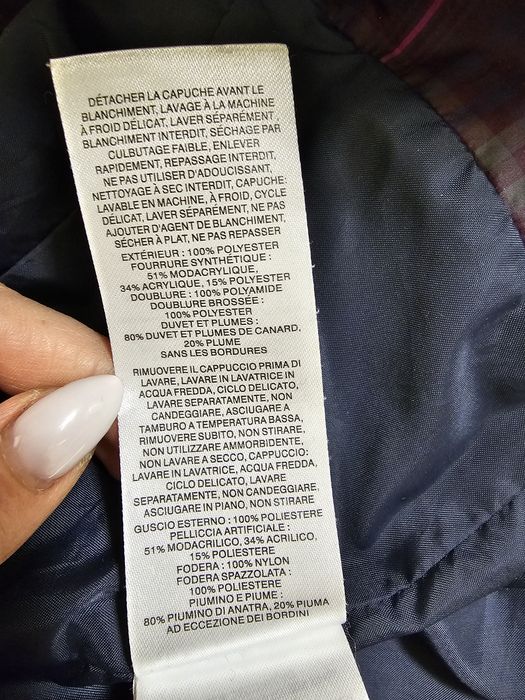 DÉTACHER LA CAPUCHE AVANT LE
BLANCHIMENT, LAVAGE À LA MACHINE
À FROID DÉLICAT, LAVER SÉPARÉMENT,
BLANCHIMENT INTERDIT, SÉCHAGE PAR
CULBUTAGE FAIBLE, ENLEVER
RAPIDEMENT, REPASSAGE INTERDIT,
NE PAS UTILISER D'ADOUCISSANT,
NETTOYAGE À SEC INTERDIT, CAPUCHE:
LAVABLE EN MACHINE, À FROID, CYCLE
DÉLICAT, LAVER SÉPARÉMENT, NE PAS
AJOUTER D'AGENT DE BLANCHIMENT,
SÉCHER À PLAT, NE PAS REPASSER
EXTÉRIEUR : 100% POLYESTER
FOURRURE SYNTHÉTIQUE :
51% MODACRYLIQUE,
34% ACRYLIQUE, 15% POLYESTER
DOUBLURE : 100% POLYAMIDE
DOUBLURE BROSSÉE :
100% POLYESTER
DUVET ET PLUMES :
80% DUVET ET PLUMES DE CANARD,
20% PLUME
SANS LES BORDURES
RIMUOVERE IL CAPPUCCIO PRIMA DI
LAVARE, LAVARE IN LAVATRICE IN
ACQUA FREDDA, CICLO DELICATO,
LAVARE SEPARATAMENTE, NON
CANDEGGIARE, ASCIUGARE A
TAMBURO A TEMPERATURA BASSA,
RIMUOVERE SUBITO, NON STIRARE,
NON UTILIZZARE AMMORBIDENTE,
NON LAVARE A SECCO, CAPPUCCIO:
LAVARE IN LAVATRICE, ACQUA FREDDA,
CICLO DELICATO, LAVARE
SEPARATAMENTE, NON CANDEGGIARE,
ASCIUGARE IN PIANO, NON STIRARE
GUSCIO ESTERNO : 100% POLIESTERE
PELLICCIA ARTIFICIALE :
51% MODACRILICO, 34% ACRILICO,
15% POLIESTERE
FODERA : 100% NYLON
FODERA SPAZZOLATA :
100% POLIESTERE
PIUMINO E PIUME :
80% PIUMINO DI ANATRA, 20% PIUMA
AD ECCEZIONE DEI BORDINI